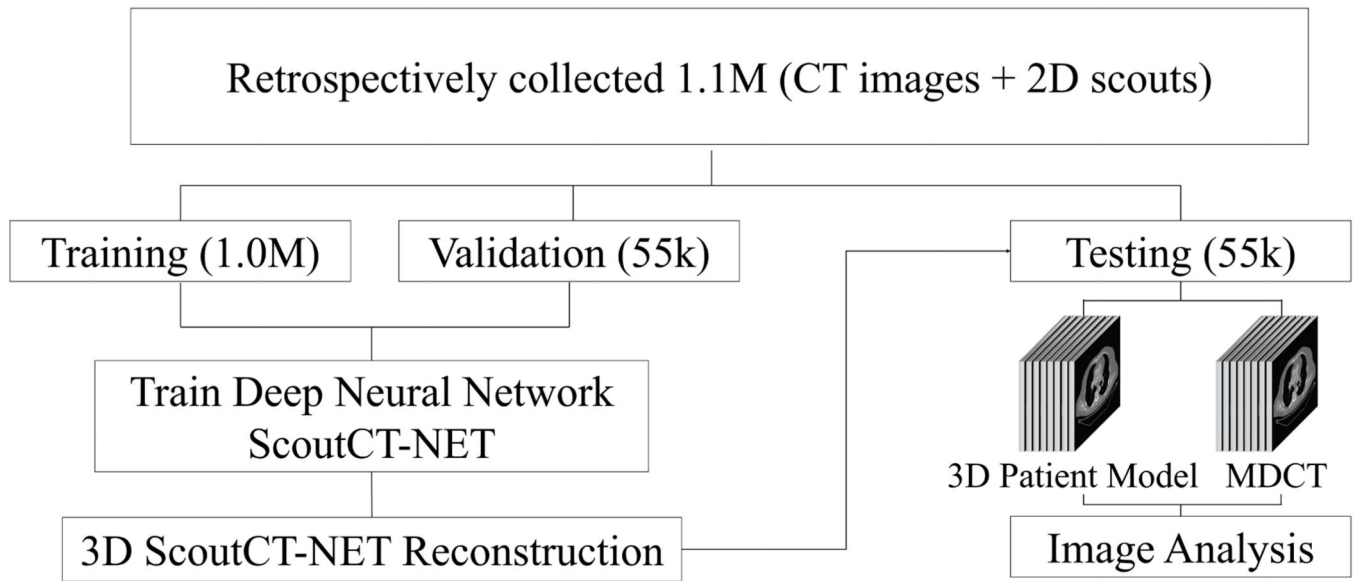 Retrospectively collected 1.1M (CT images + 2D scouts)
Training (1.0M)
Validation (55k)
Testing (55k)
Train Deep Neural Network
ScoutCT-NET
3D Patient Model
MDCT
3D ScoutCT-NET Reconstruction
Image Analysis